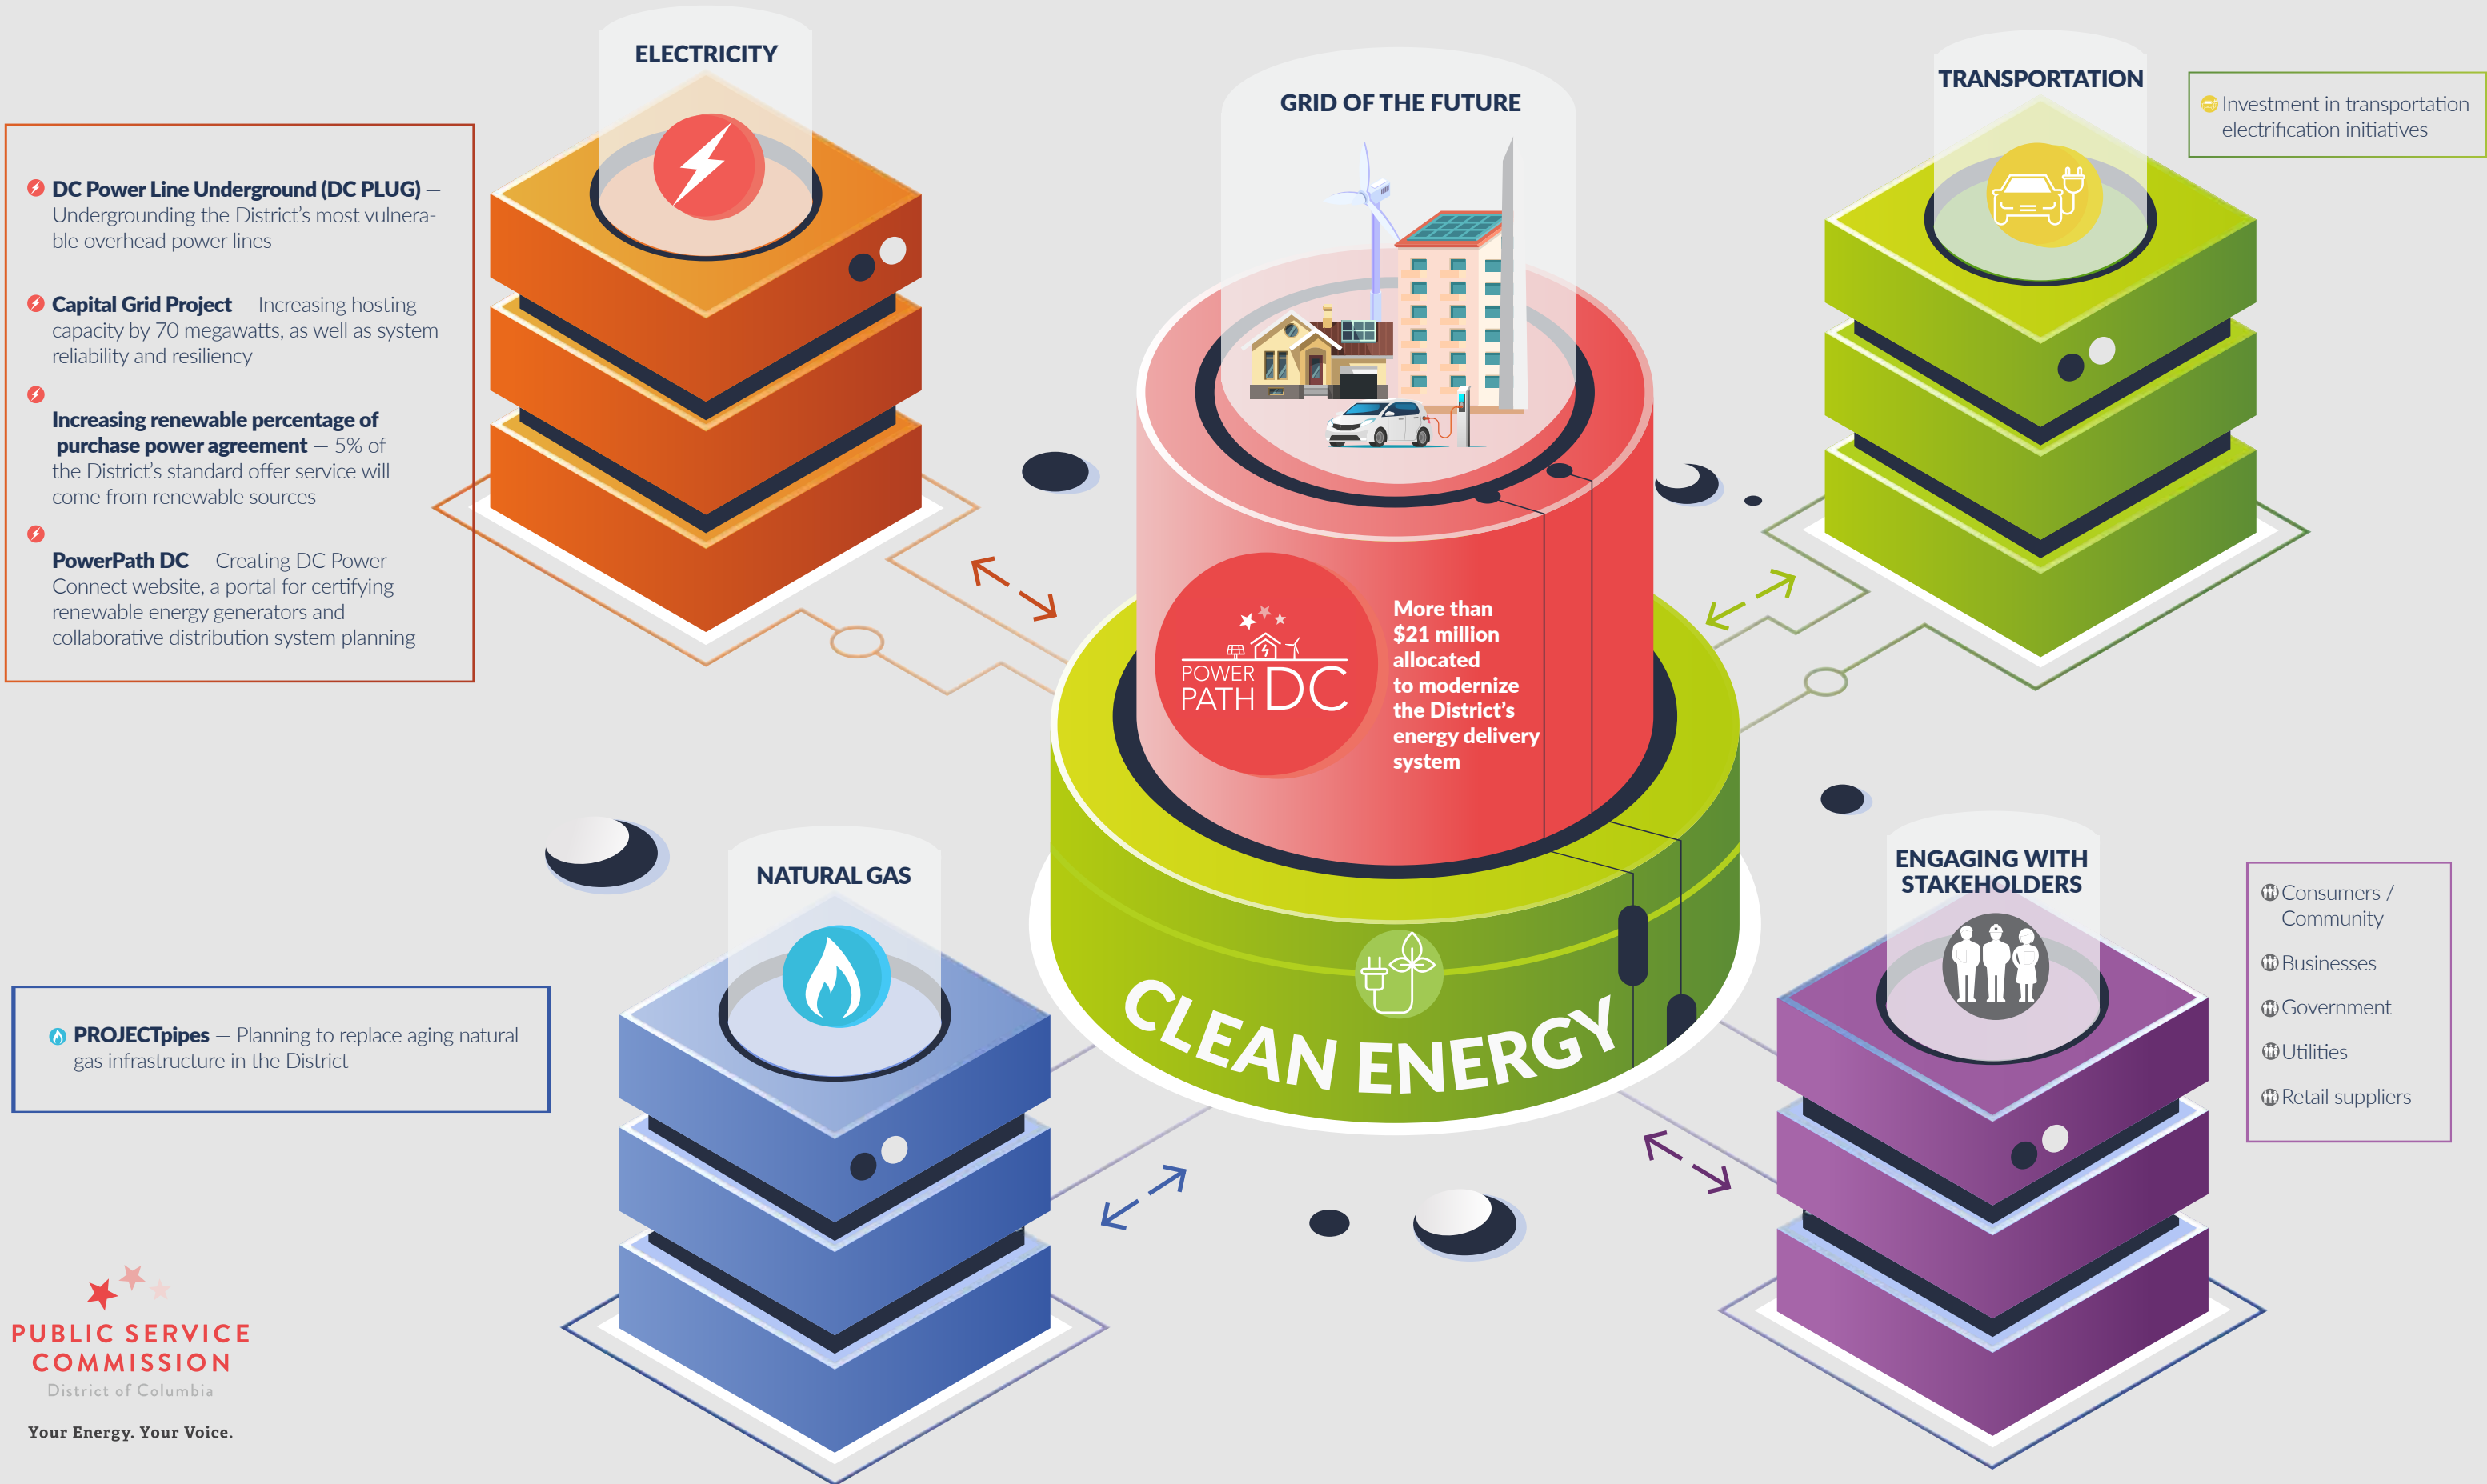 ELECTRICITY
DC Power Line Underground (DC PLUG) —
Undergrounding the District's most vulnera-
ble overhead power lines
Capital Grid Project — Increasing hosting
capacity by 70 megawatts, as well as system
reliability and resiliency
Increasing renewable percentage of
purchase power agreement — 5% of
the District's standard offer service will
come from renewable sources
PowerPath DC — Creating DC Power
Connect website, a portal for certifying
renewable energy generators and
collaborative distribution system planning
GRID OF THE FUTURE
POWER
PATH DC
More than
$21 million
allocated
to modernize
the District's
energy delivery
system
CLEAN ENERGY
TRANSPORTATION
Investment in transportation
electrification initiatives
NATURAL GAS
PROJECTpipes — Planning to replace aging natural
gas infrastructure in the District
ENGAGING WITH
STAKEHOLDERS
Consumers /
Community
Businesses
Government
Utilities
Retail suppliers
PUBLIC SERVICE
COMMISSION
District of Columbia
Your Energy. Your Voice.